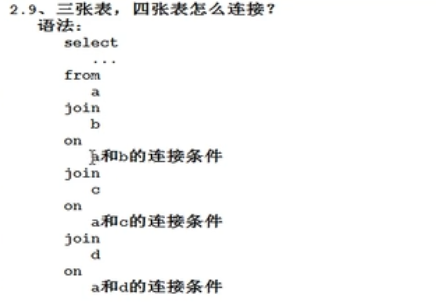 2.9、三张表，四张表怎么连接？
语法：
select
...
from
a
join
b
on
a和b的连接条件
join
c
on
a和c的连接条件
join
d
on
a和d的连接条件